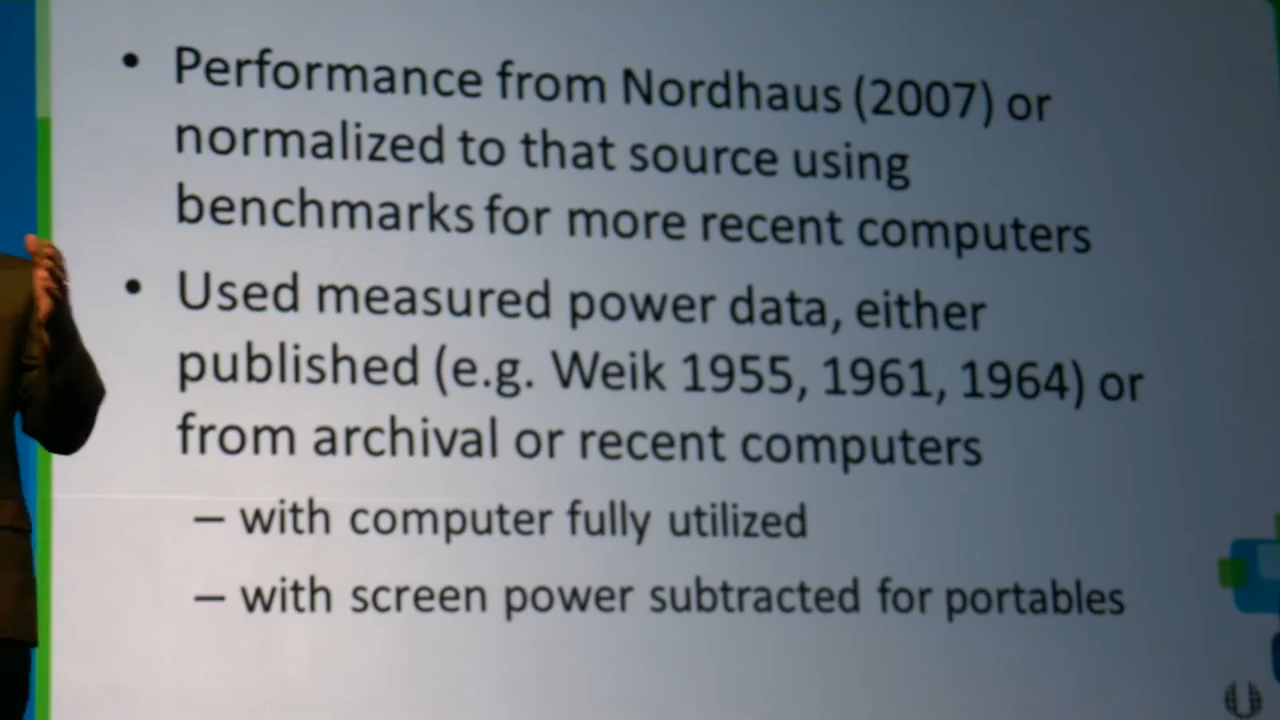 • Performance from Nordhaus (2007) or
normalized to that source using
benchmarks for more recent computers
• Used measured power data, either
published (e.g. Weik 1955, 1961, 1964) or
from archival or recent computers
– with computer fully utilized
– with screen power subtracted for portables